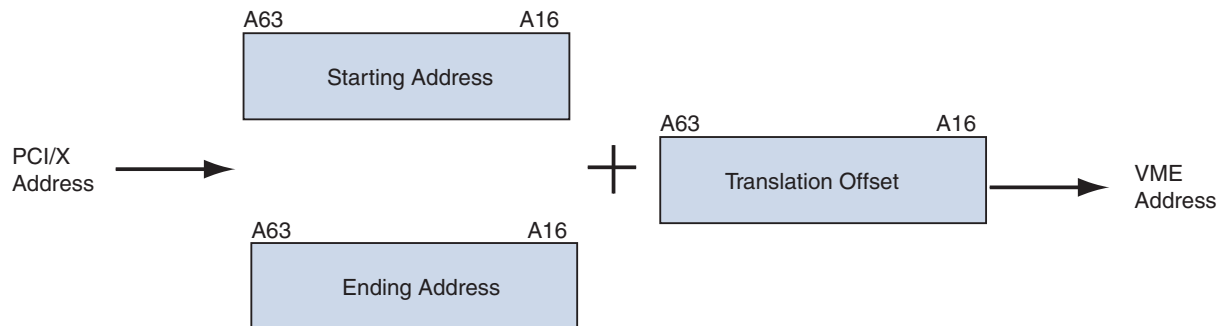 A63 A16
Starting Address
PCI/X
Address
A63 A16
Ending Address
A63 A16
Translation Offset
VME
Address